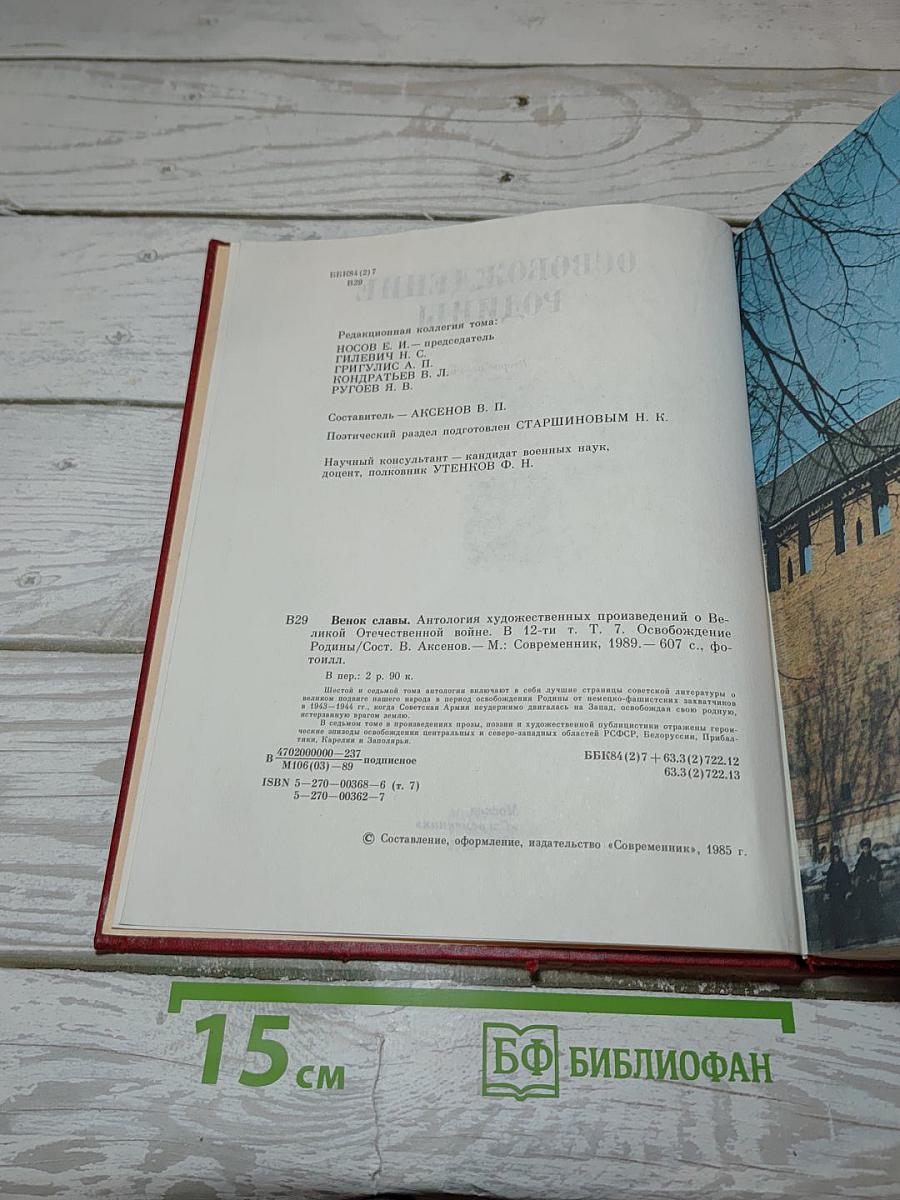 ББК84(2)7
В29
Редакционная коллегия тома:
НОСОВ Е. И. — председатель
ГИЛЕВИЧ Н. С.
ГРИГУЛИС А. П.
КОНДРАТЬЕВ В. Л.
РУГОЕВ Я. В.
Составитель — АКСЕНОВ В. П.
Поэтический раздел подготовлен СТАРШИНОВЫМ Н. К.
Научный консультант — кандидат военных наук,
доцент, полковник УТЕНКОВ Ф. Н.
В29 Венок славы. Антология художественных произведений о Ве-
ликой Отечественной войне. В 12-ти т. Т. 7. Освобождение
Родины/Сост. В. Аксенов.— М.: Современник, 1989.— 607 с., фо-
тоилл.
В пер.: 2 р. 90 к.
Шестой и седьмой тома антологии включают в себя лучшие страницы советской литературы о
великом подвиге нашего народа в период освобождения Родины от немецко-фашистских захватчиков
в 1943—1944 гг., когда Советская Армия неудержимо двигалась на Запад, освобождая свою родную,
истерзанную врагом землю.
В седьмом томе в произведениях прозы, поэзии и художественной публицистики отражены герои-
ческие эпизоды освобождения центральных и северо-западных областей РСФСР, Белоруссии, Прибал-
тики, Карелии и Заполярья.
В 4702000000—237 подписное
М106(03)—89
ББК84(2)7+63.3(2)722.12
63.3(2)722.13
ISBN 5—270—00368—6 (т. 7)
5—270—00362—7
© Составление, оформление, издательство «Современник», 1985 г.
15 см
БФ БИБЛИОФАН